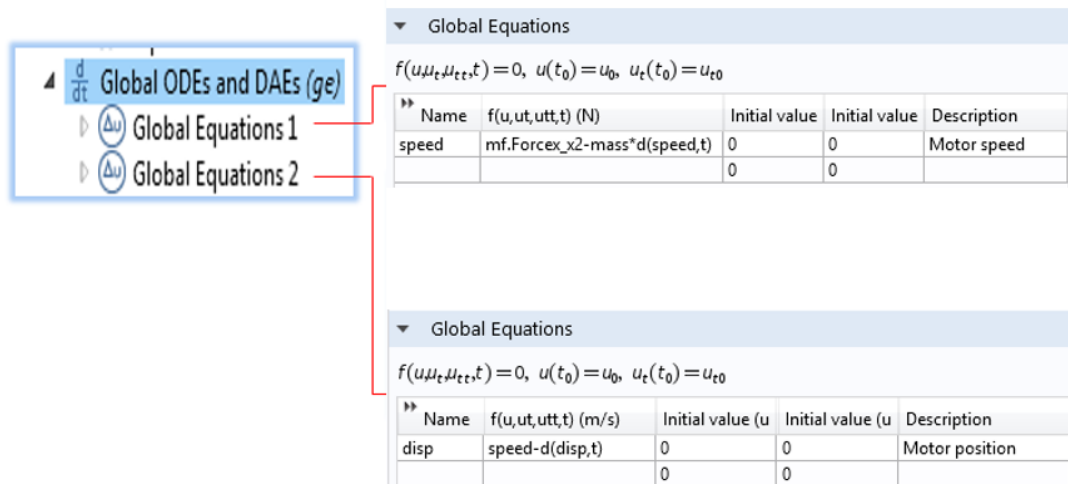 Global ODEs and DAEs (ge)
Global Equations 1
Global Equations 2
Global Equations
f(u,uₜ,uₜₜ,t)=0, u(t₀)=u₀, uₜ(t₀)=uₜ₀
Name f(u,ut,utt,t) (N) Initial value Initial value Description
speed mf.Forcex_x2-mass*d(speed,t) 0 0 Motor speed
0 0
Global Equations
f(u,uₜ,uₜₜ,t)=0, u(t₀)=u₀, uₜ(t₀)=uₜ₀
Name f(u,ut,utt,t) (m/s) Initial value (u Initial value (u Description
disp speed-d(disp,t) 0 0 Motor position
0 0